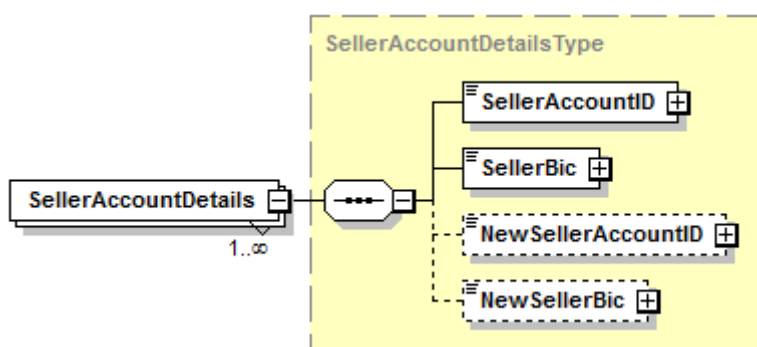 SellerAccountDetailsType
SellerAccountID
SellerBic
SellerAccountDetails
1..∞
NewSellerAccountID
NewSellerBic